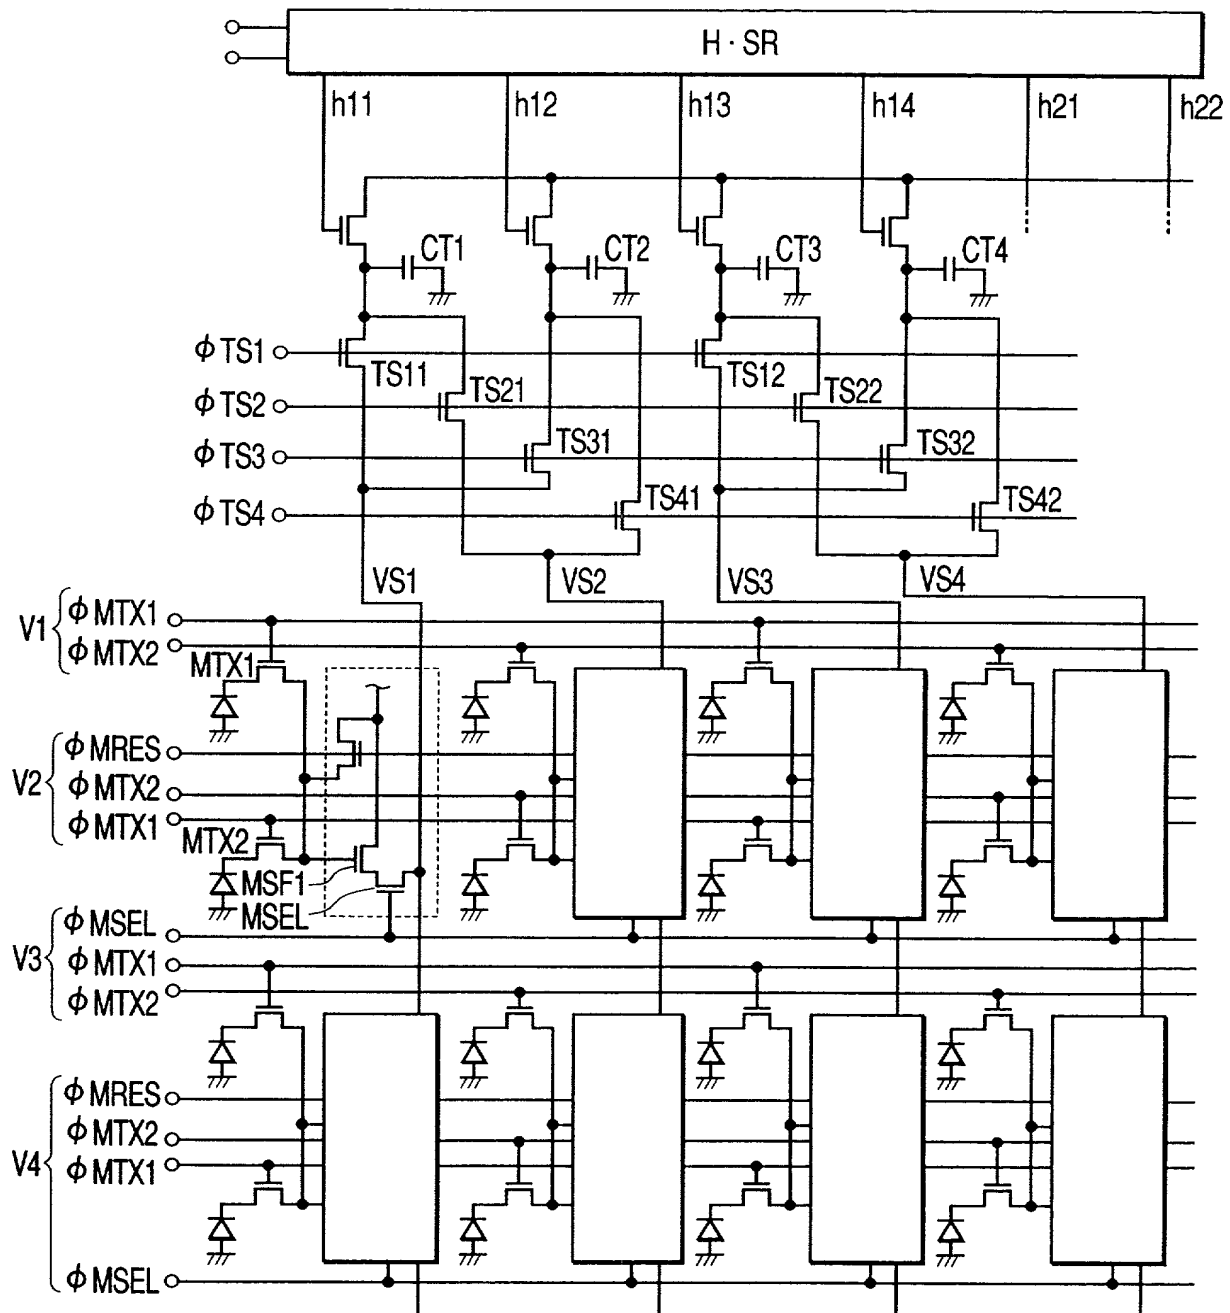 H · SR
h11 h12 h13 h14 h21 h22
CT1 CT2 CT3 CT4
φTS1
TS11 TS12
φTS2 TS21 TS22
φTS3 TS31 TS32
φTS4 TS41 TS42
VS1 VS2 VS3 VS4
V1 φMTX1
φMTX2
MTX1
φMRES
V2 φMTX2
φMTX1
MTX2
MSF1
MSEL
φMSEL
V3 φMTX1
φMTX2
φMRES
φMTX2
V4 φMTX1
φMSEL